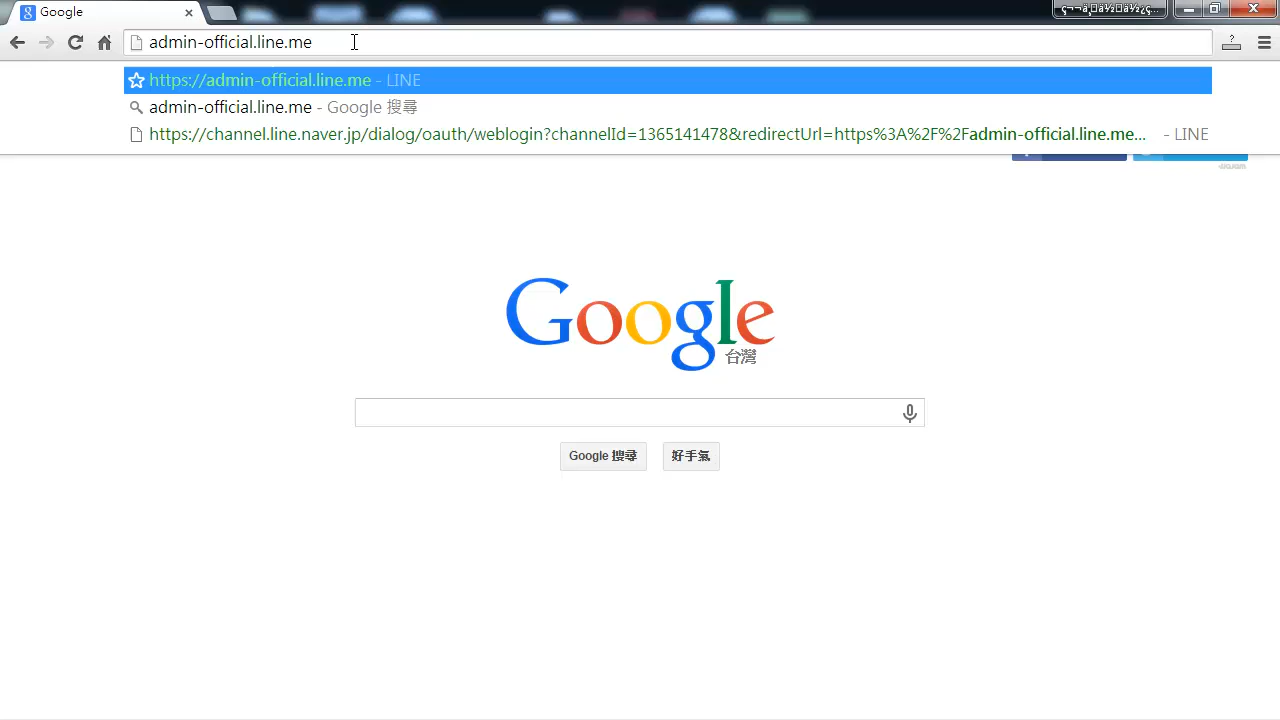 Google
admin-official.line.me
https://admin-official.line.me - LINE
admin-official.line.me - Google 搜尋
https://channel.line.naver.jp/dialog/oauth/weblogin?channelId=1365141478&redirectUrl=https%3A%2F%2Fadmin-official.line.me... - LINE
Google
台灣
Google 搜尋
好手氣